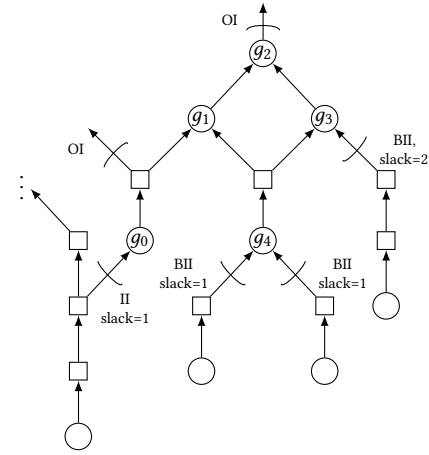 OI
g₂
g₁
g₃
OI
BII,
slack=2
⋮
g₀
g₄
II
slack=1
BII
slack=1
BII
slack=1